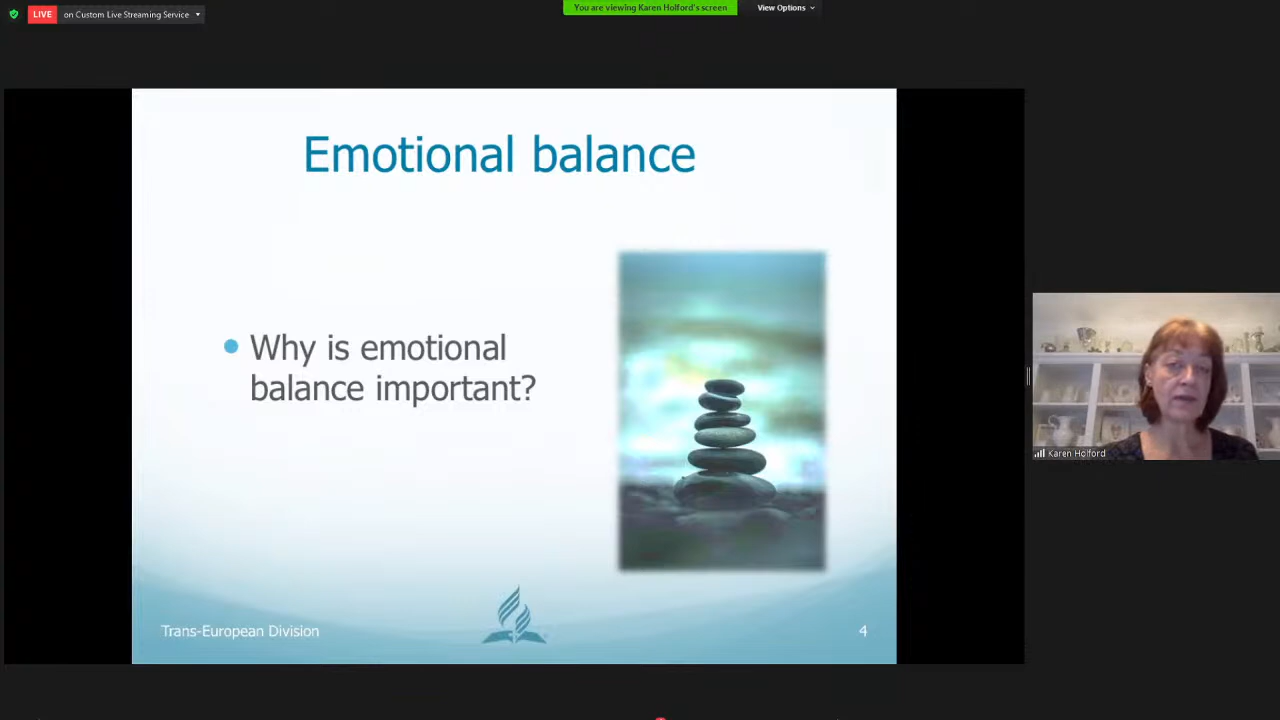 LIVE on Custom Live Streaming Service
You are viewing Karen Holford's screen
View Options
Emotional balance
Why is emotional
balance important?
Karen Holford
Trans-European Division
4